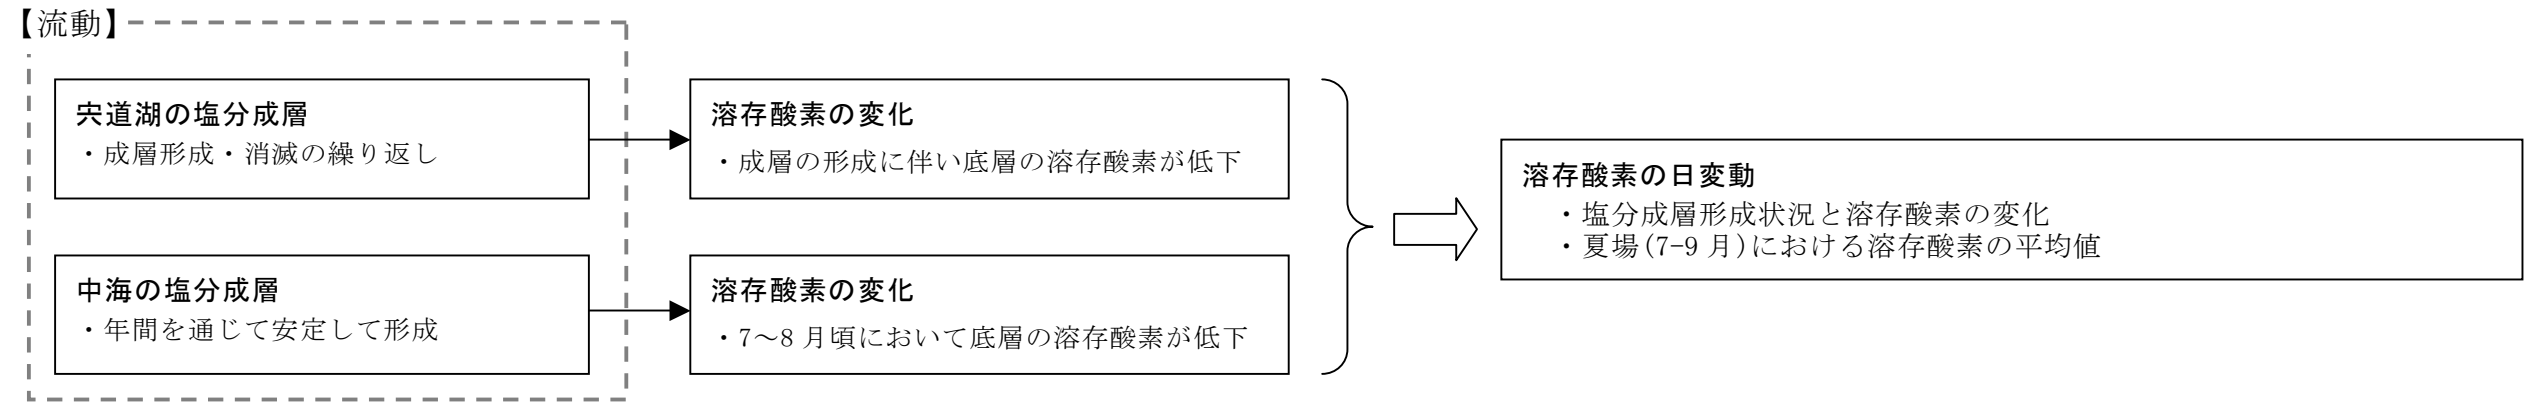 【流動】
宍道湖の塩分成層
・成層形成・消滅の繰り返し
溶存酸素の変化
・成層の形成に伴い底層の溶存酸素が低下
中海の塩分成層
・年間を通じて安定して形成
溶存酸素の変化
・7～8 月頃において底層の溶存酸素が低下
溶存酸素の日変動
・塩分成層形成状況と溶存酸素の変化
・夏場(7-9 月)における溶存酸素の平均値